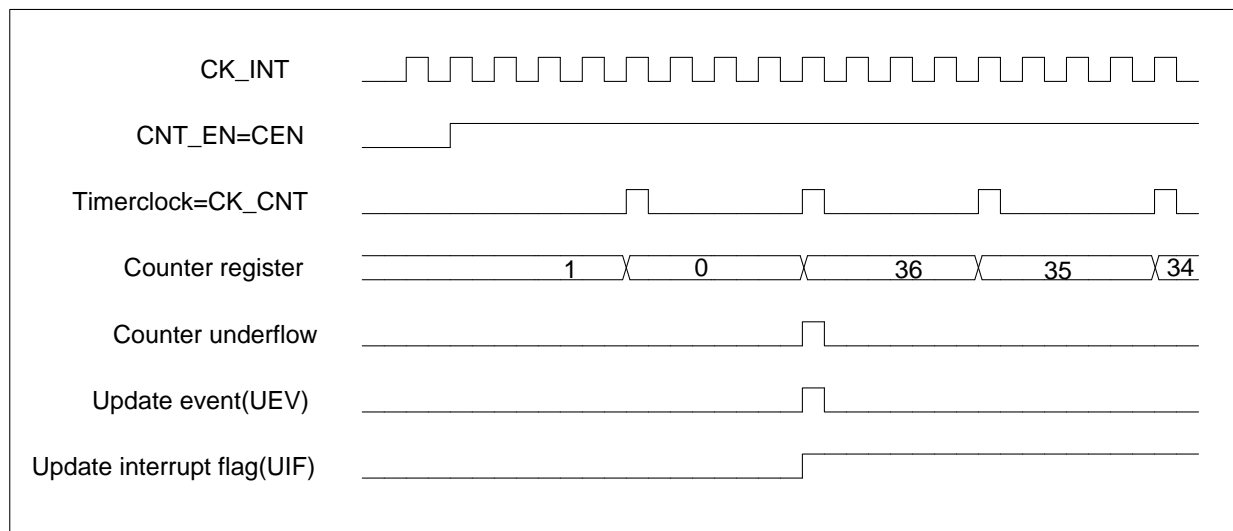 CK_INT
CNT_EN=CEN
Timerclock=CK_CNT
Counter register 1 0 36 35 34
Counter underflow
Update event(UEV)
Update interrupt flag(UIF)